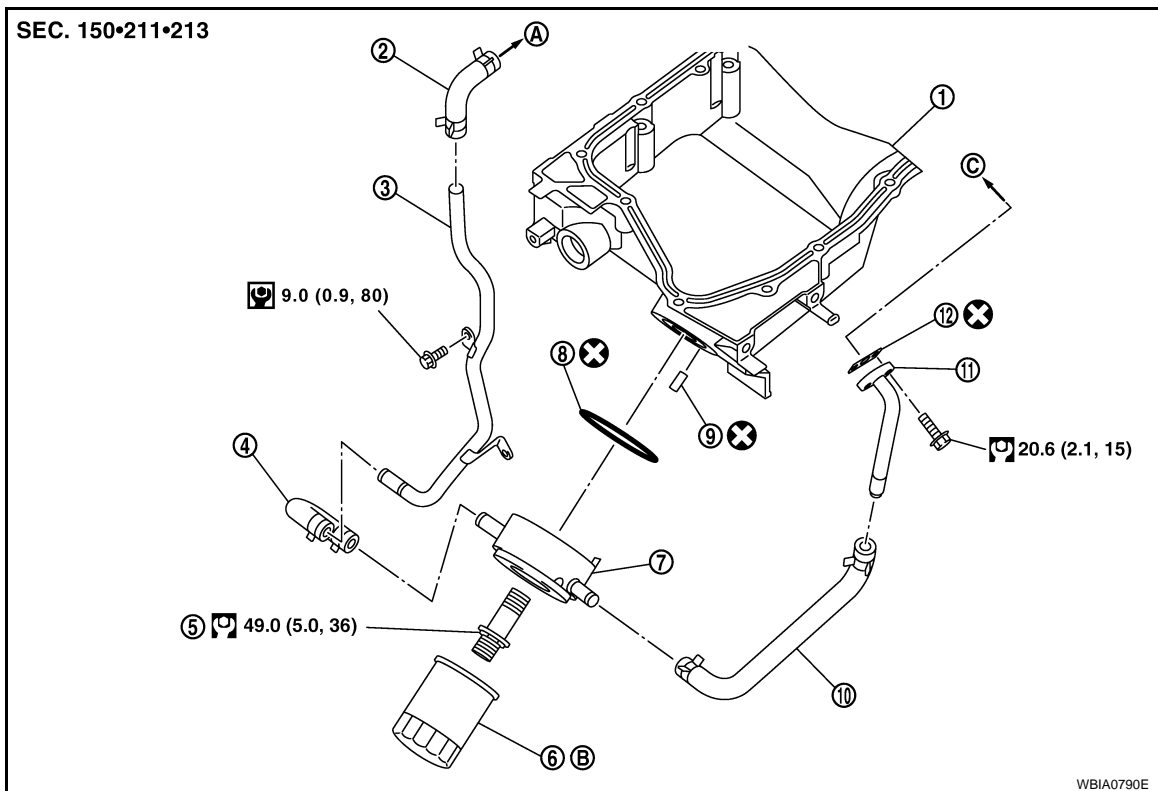 SEC. 150•211•213
② A
①
C
③
9.0 (0.9, 80)
⑫
⑧
⑪
⑨
④
20.6 (2.1, 15)
⑦
⑤ 49.0 (5.0, 36)
⑩
⑥ B
WBIA0790E